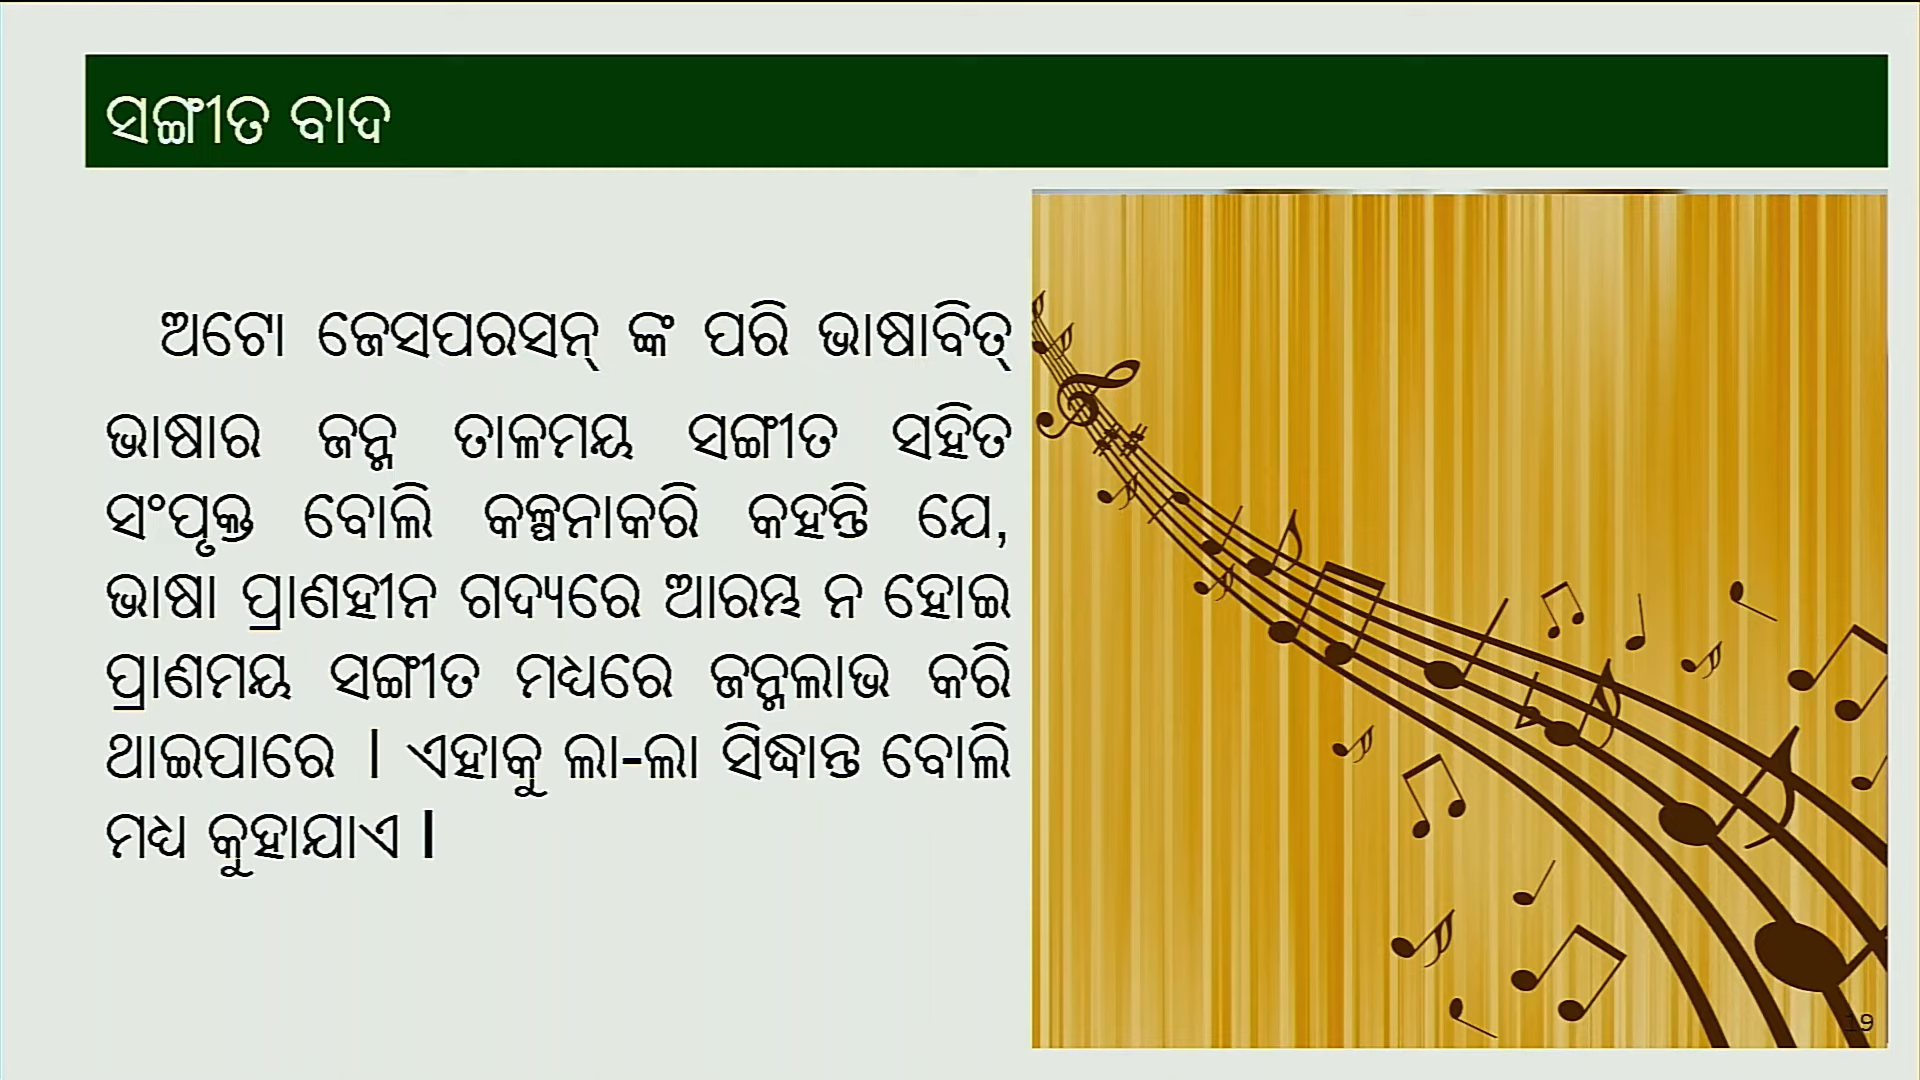 ସଙ୍ଗୀତ ବାଦ
ଅଟୋ ଜେସପରସନ୍ ଙ୍କ ପରି ଭାଷାବିତ୍
ଭାଷାର ଜନ୍ମ ତାଳମୟ ସଙ୍ଗୀତ ସହିତ
ସଂପୃକ୍ତ ବୋଲି କଳ୍ପନାକରି କହନ୍ତି ଯେ,
ଭାଷା ପ୍ରାଣହୀନ ଗଦ୍ୟରେ ଆରମ୍ଭ ନ ହୋଇ
ପ୍ରାଣମୟ ସଙ୍ଗୀତ ମଧ୍ୟରେ ଜନ୍ମଲାଭ କରି
ଥାଇପାରେ | ଏହାକୁ ଲା-ଲା ସିଦ୍ଧାନ୍ତ ବୋଲି
ମଧ୍ୟ କୁହାଯାଏ |
19